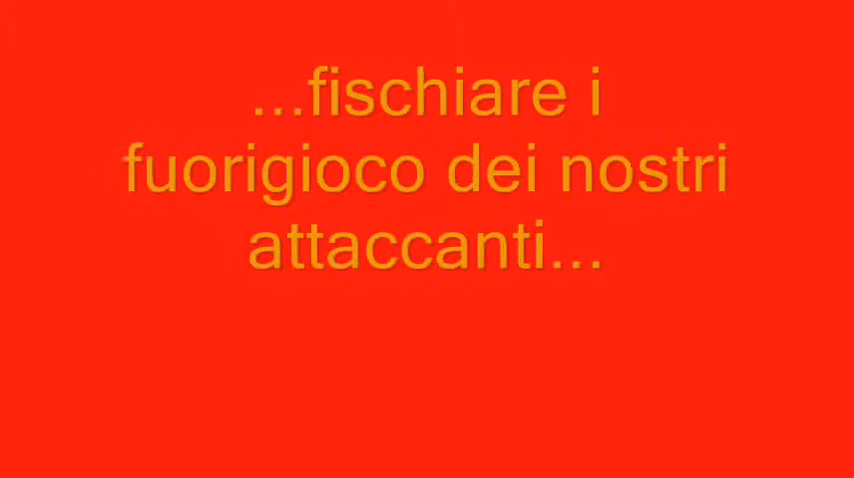 ...fischiare i
fuorigioco dei nostri
attaccanti...